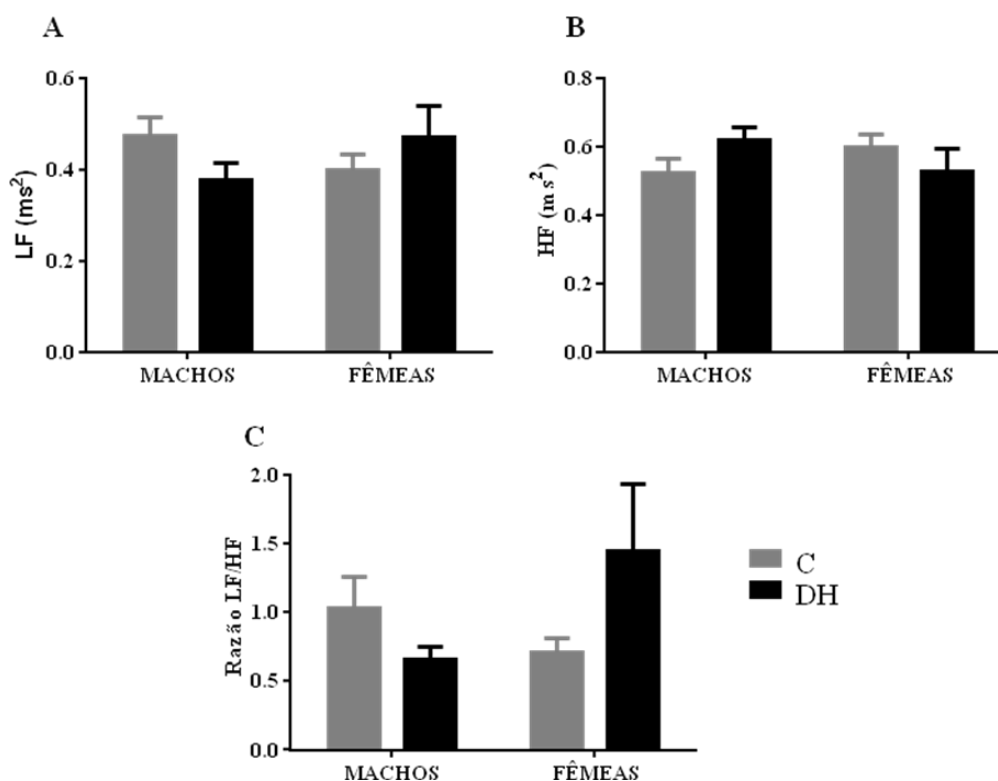 A
LF (ms²)
0.6
0.4
0.2
0.0
MACHOS
FÊMEAS
B
HF (ms²)
0.8
0.6
0.4
0.2
0.0
MACHOS
FÊMEAS
C
Razão LF/HF
2.0
1.5
1.0
0.5
0.0
MACHOS
FÊMEAS
C
DH